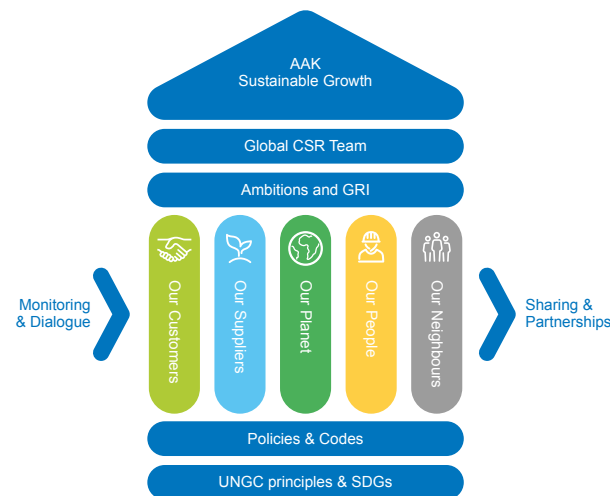 AAK
Sustainable Growth
Global CSR Team
Ambitions and GRI
Monitoring
& Dialogue
Our Customers
Our Suppliers
Our Planet
Our People
Our Neighbours
Sharing &
Partnerships
Policies & Codes
UNGC principles & SDGs